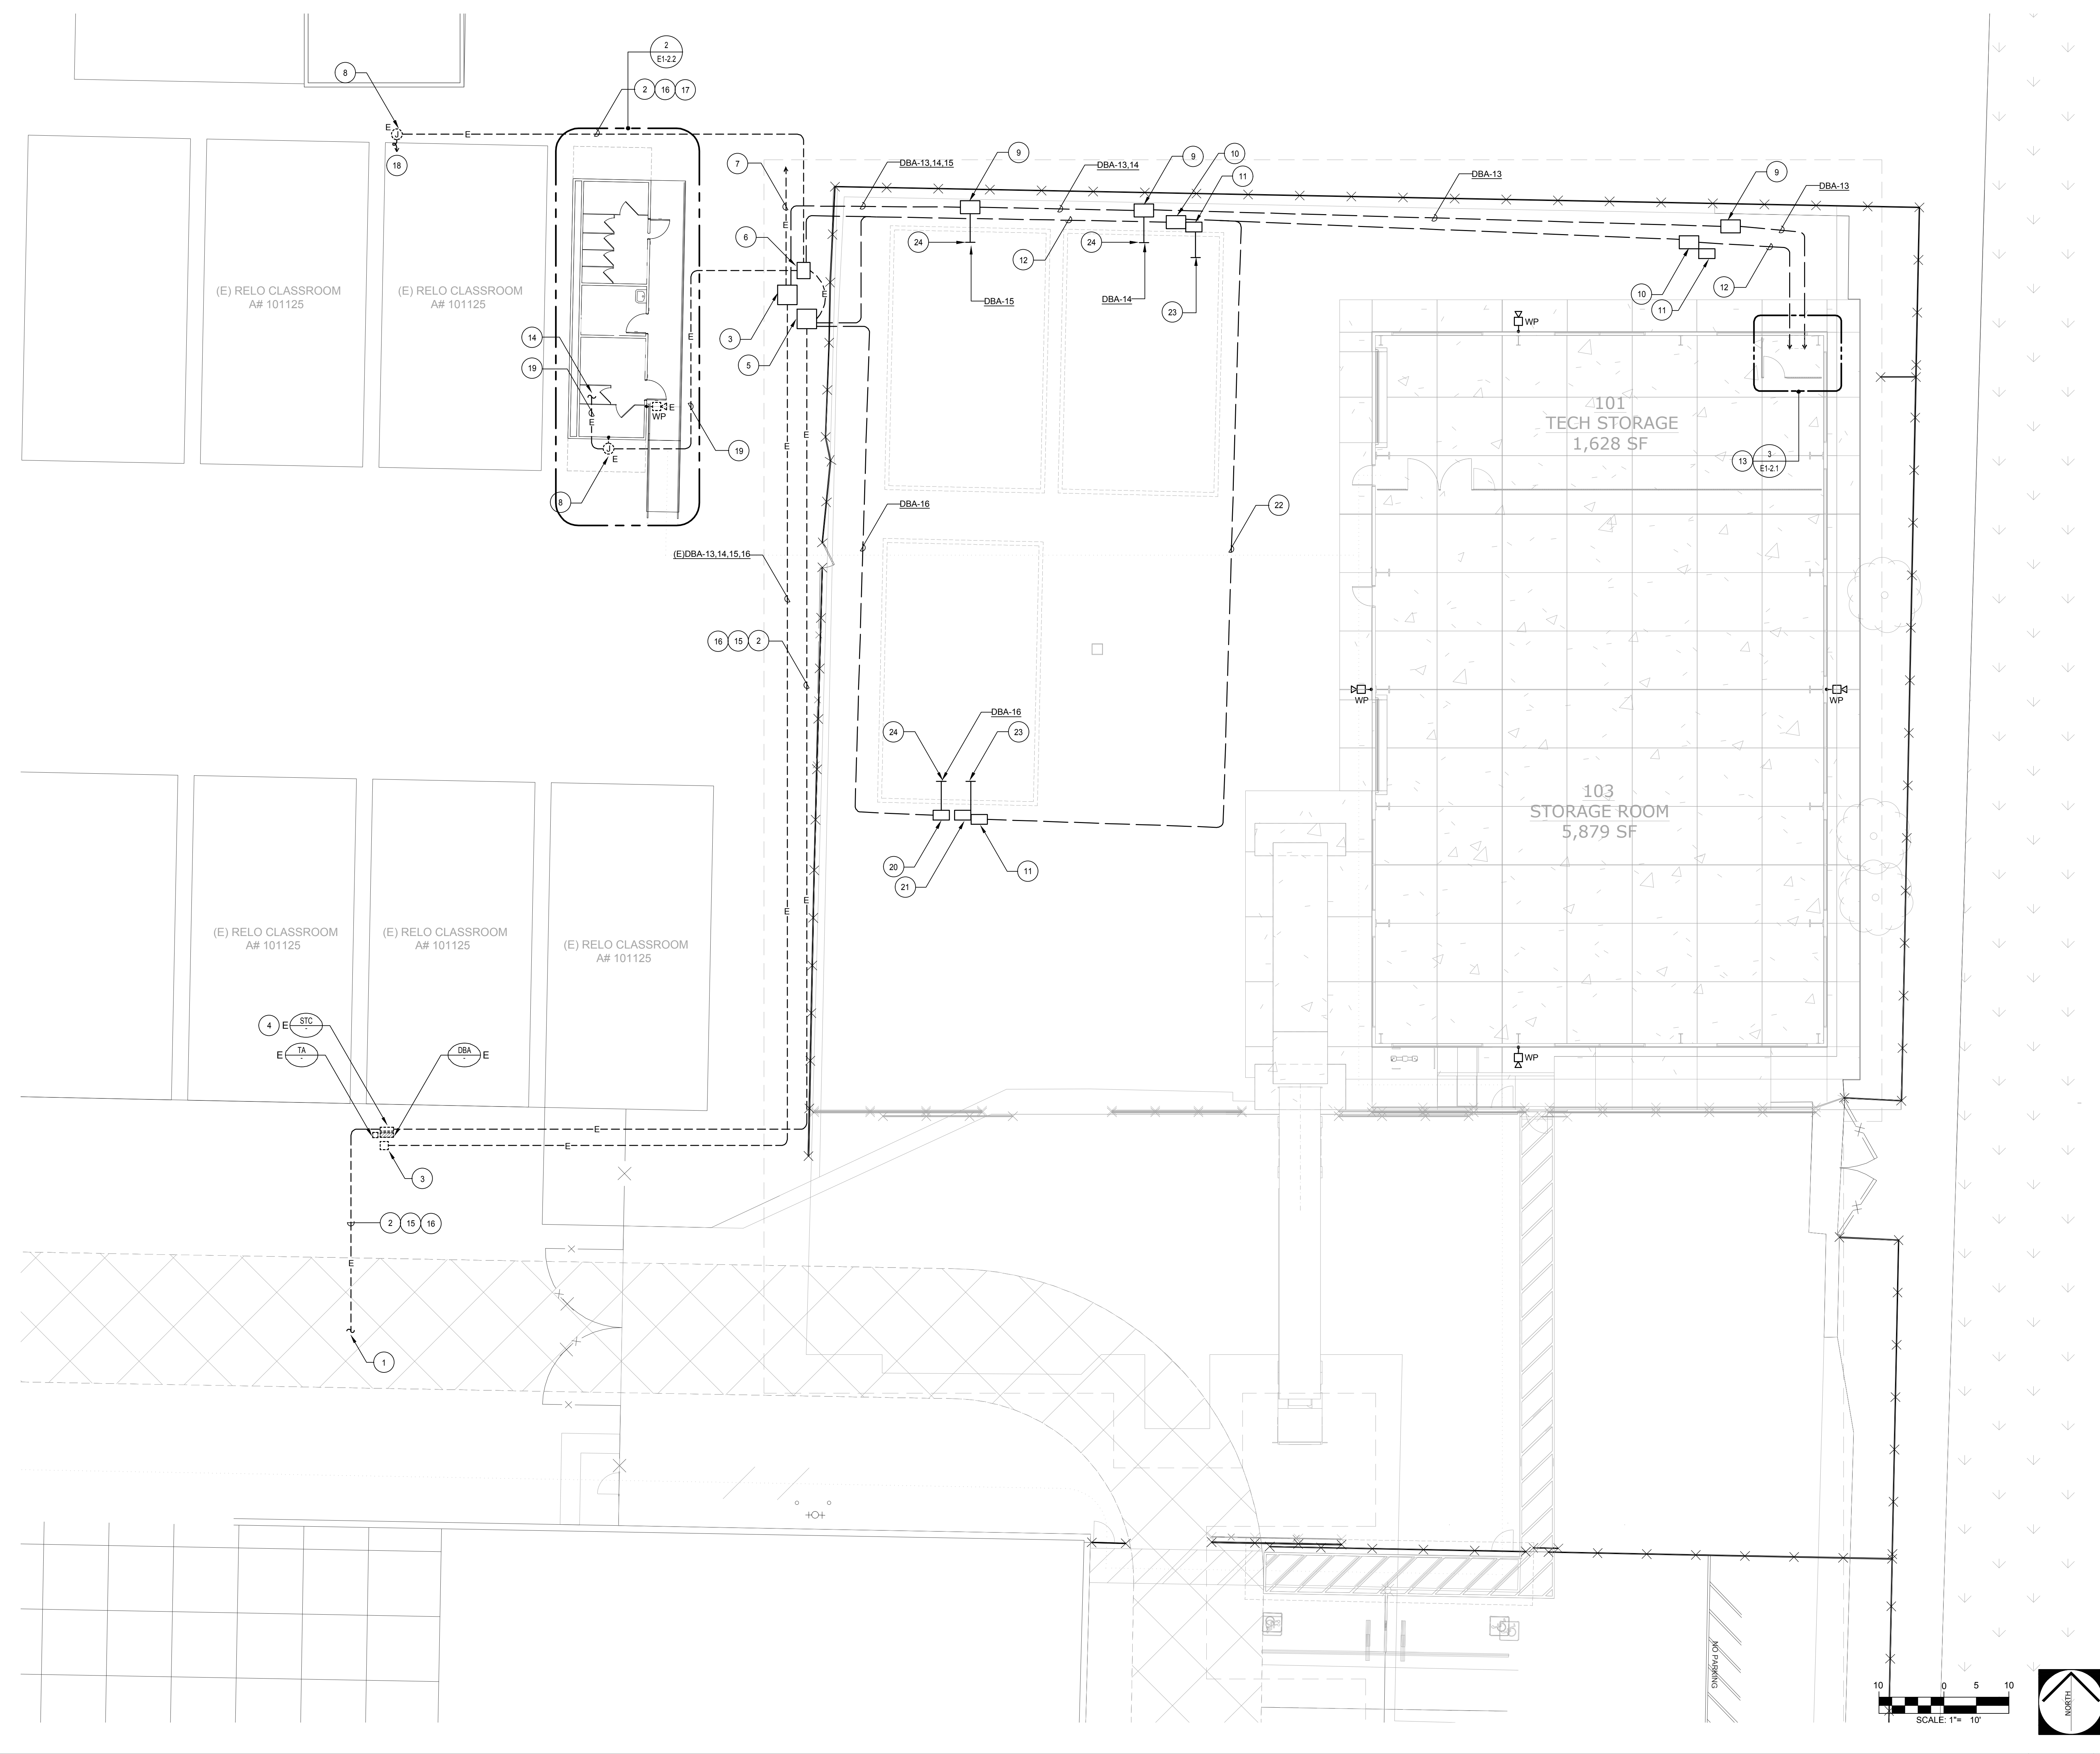 2
E1-2.2
8
2 16 17
E
J
E
18
7
DBA-13,14,15
9
DBA-13,14
9
10
11
DBA-13
9
DBA-13
E
6
24
24
12
(E) RELO CLASSROOM
A# 101125
(E) RELO CLASSROOM
A# 101125
E
3
5
DBA-15
DBA-14
23
10
11
12
WP
14
19
E
E
WP
E
J
E
8
19
E
E
101
TECH STORAGE
1,628 SF
13
3
E1-2.1
DBA-16
22
(E)DBA-13,14,15,16
16 15 2
WP
WP
DBA-16
24
23
103
STORAGE ROOM
5,879 SF
20
21
11
E
E
(E) RELO CLASSROOM
A# 101125
(E) RELO CLASSROOM
A# 101125
(E) RELO CLASSROOM
A# 101125
4 E STC
-
E TA
-
DBA E
-
WP
E
E
3
2 15 16
E
1
NO PARKING
10 0 5 10
SCALE: 1"= 10'
NORTH